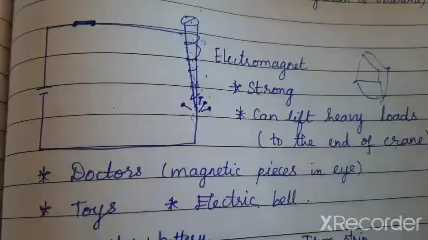 Electromagnet
* Strong
* Can lift heavy loads
(to the end of crane)
* Doctors (magnetic pieces in eye)
* Toys * Electric bell.
XRecorder